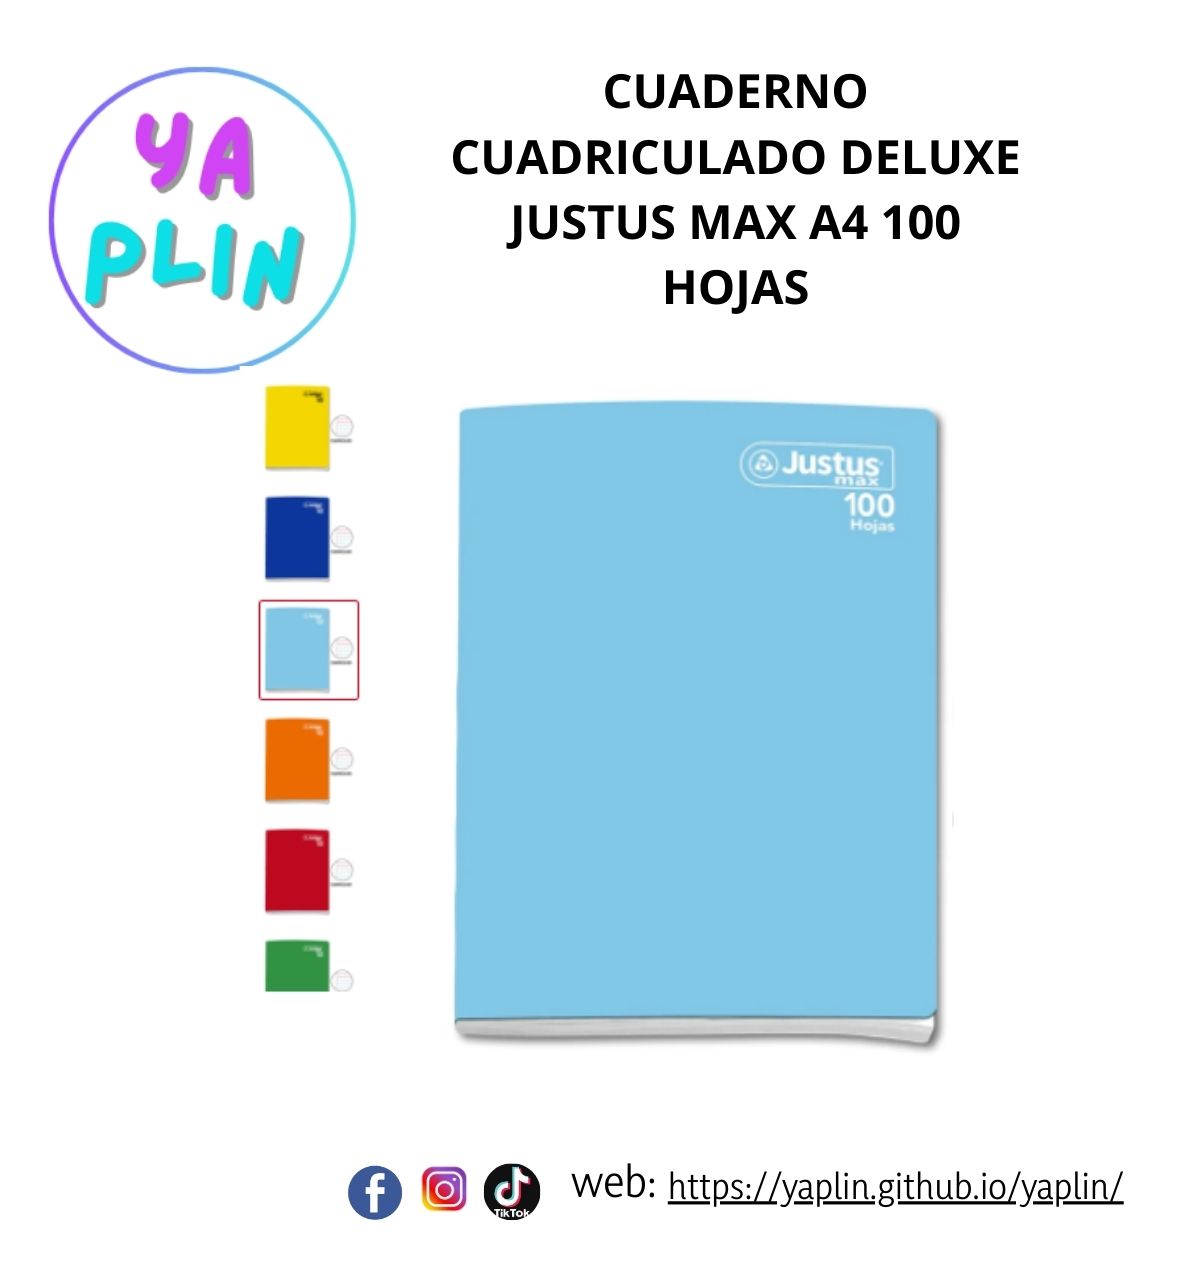 YA
PLIN
CUADERNO
CUADRICULADO DELUXE
JUSTUS MAX A4 100
HOJAS
Justus
max
100
Hojas
TikTok
web: https://yaplin.github.io/yaplin/